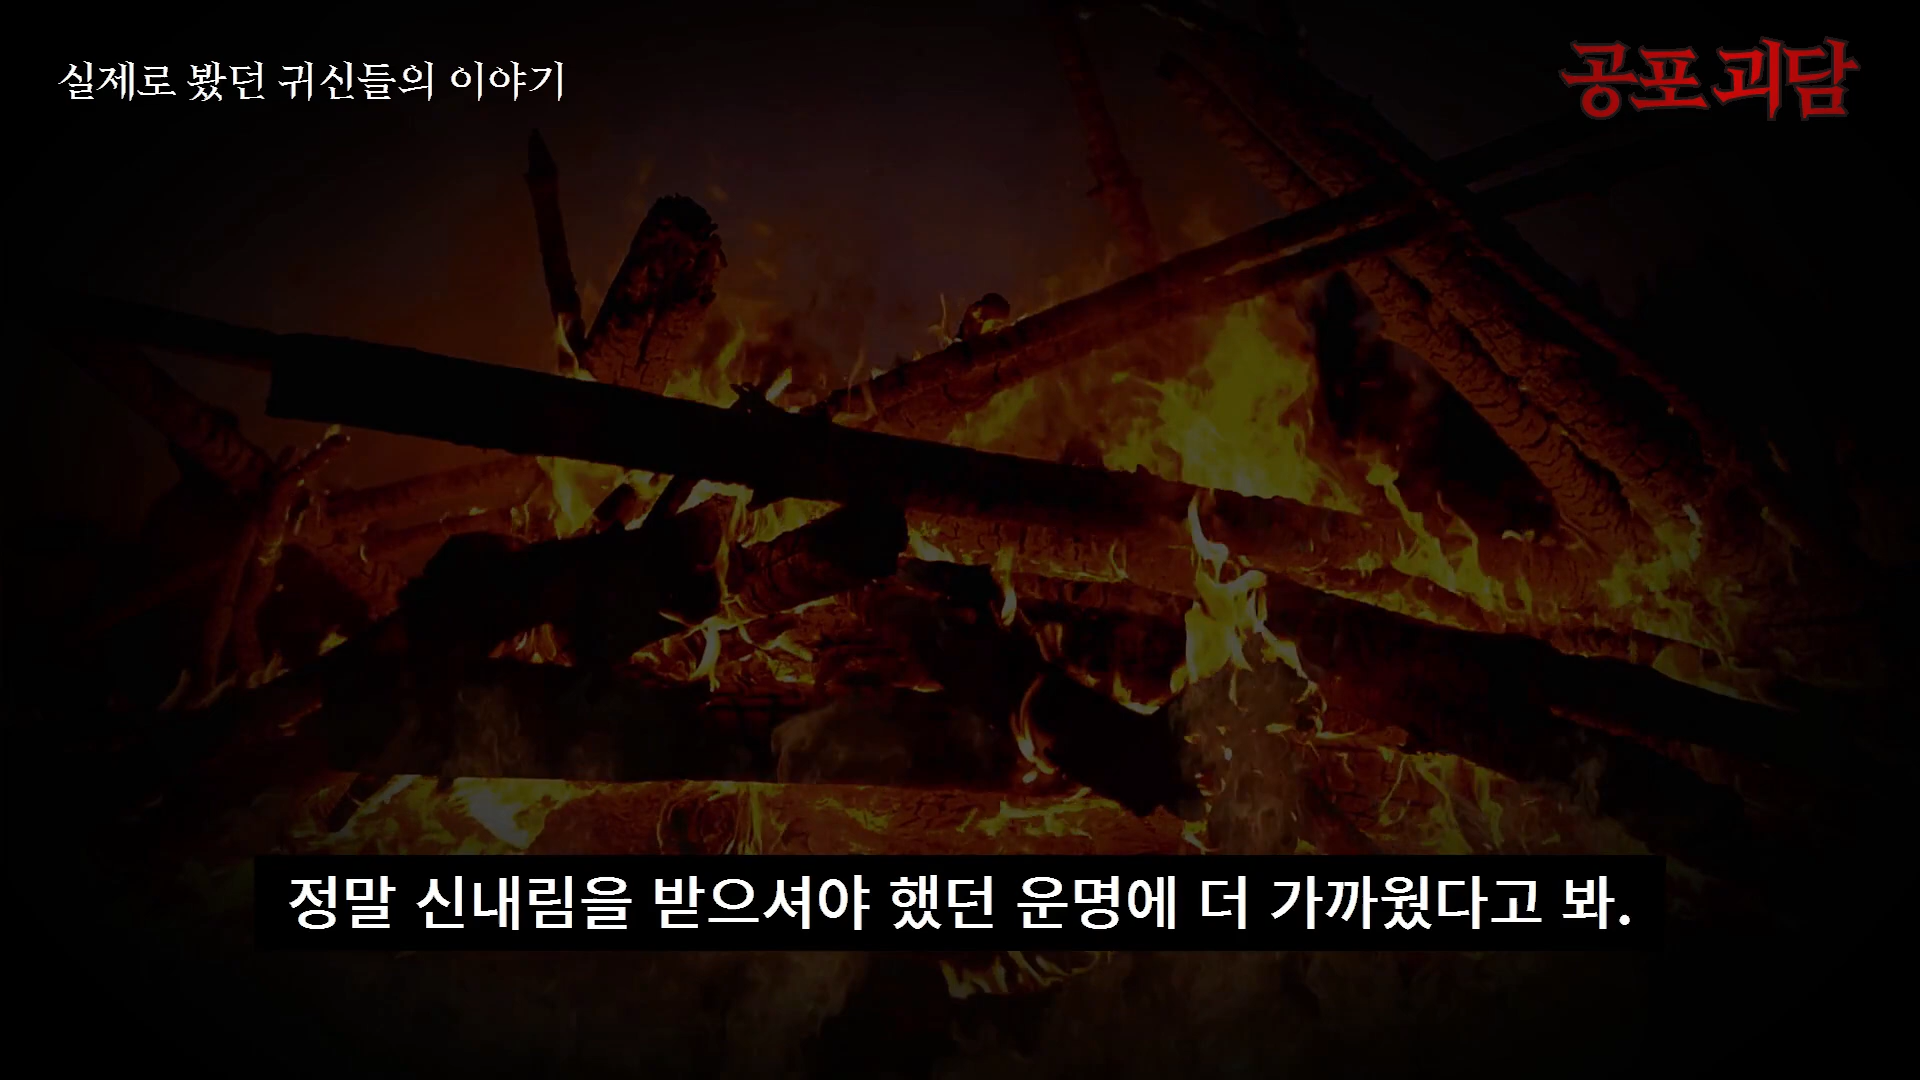 실제로 봤던 귀신들의 이야기
공포괴담
정말 신내림을 받으셔야 했던 운명에 더 가까웠다고 봐.